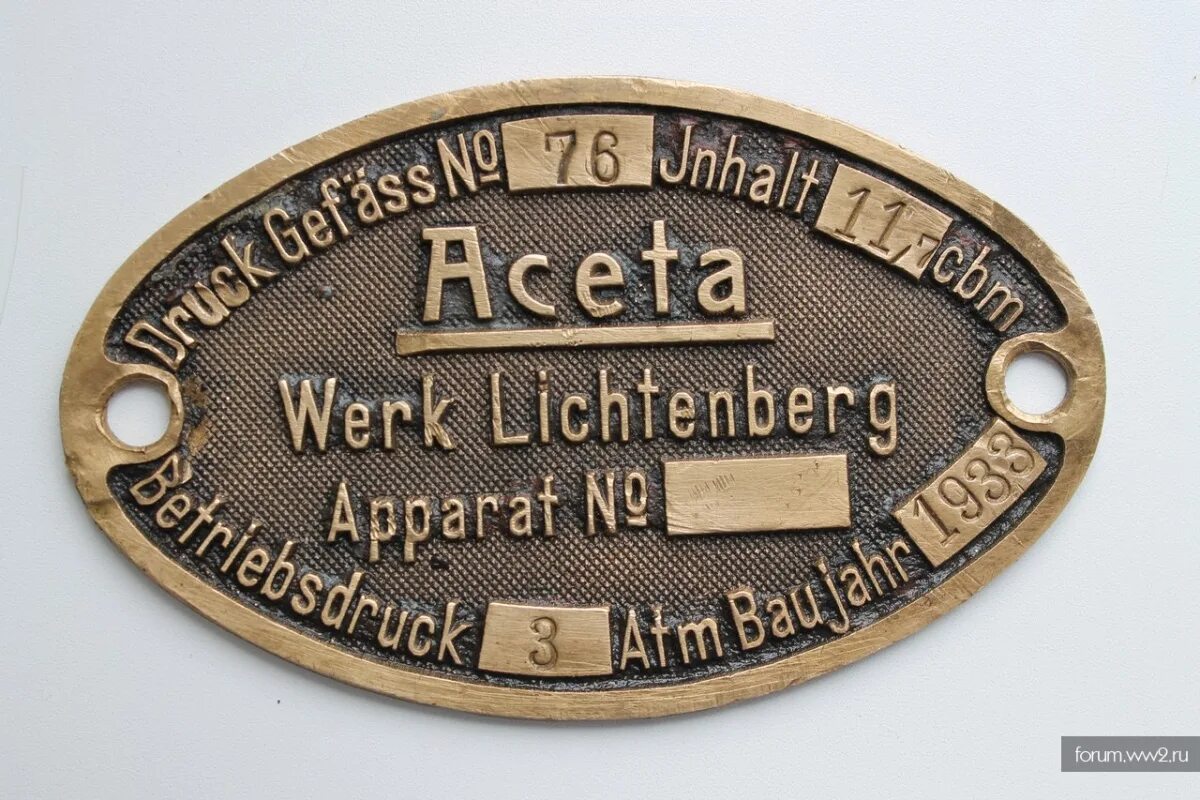 Druck Gefäss No 76 Jnhalt 11,- cbm
Aceta
Werk Lichtenberg
Apparat No
Betriebsdruck 3 Atm Baujahr 1933
forum.ww2.ru